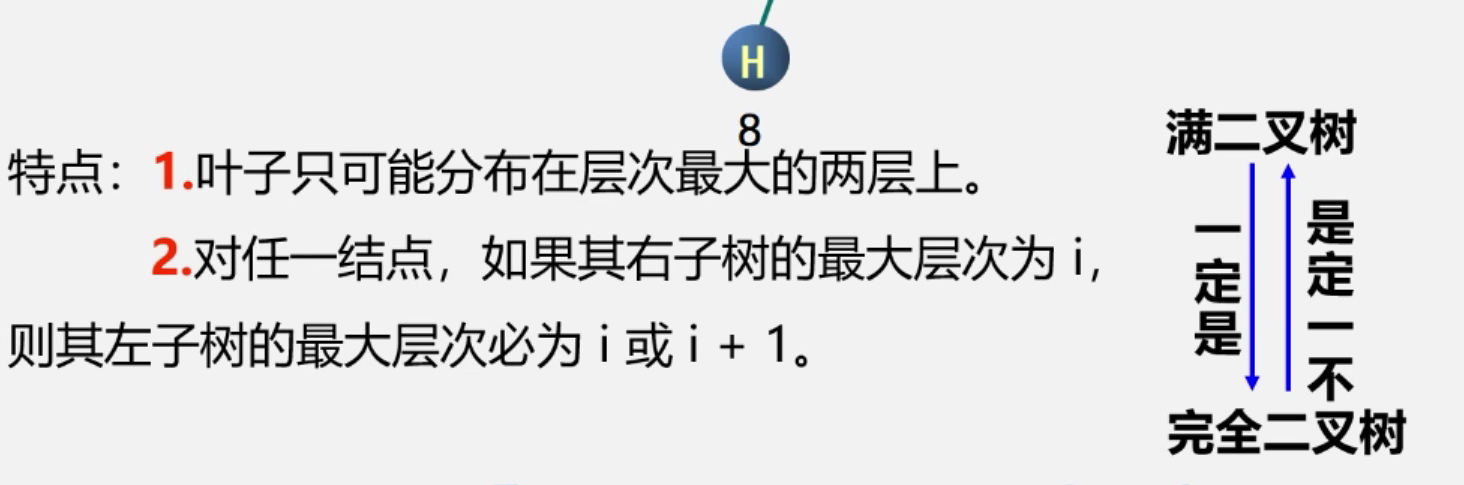 H
8
特点：1.叶子只可能分布在层次最大的两层上。
2.对任一结点，如果其右子树的最大层次为 i，
则其左子树的最大层次必为 i 或 i + 1。
满二叉树
一定是
是定一不
完全二叉树